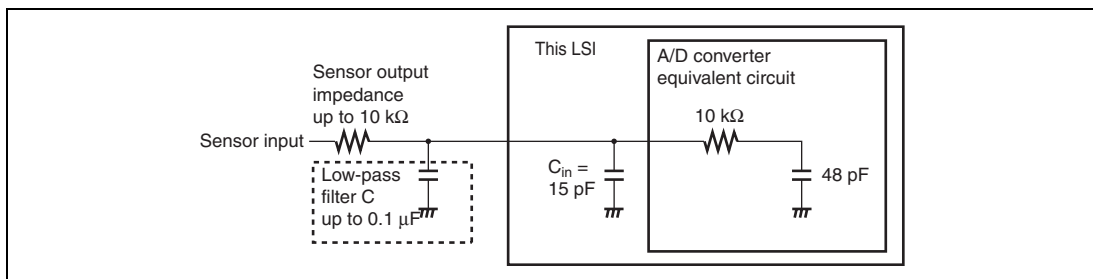 This LSI
A/D converter
equivalent circuit
Sensor output
impedance
up to 10 kΩ
10 kΩ
Sensor input
Low-pass
filter C
up to 0.1 μF
C_in =
15 pF
48 pF